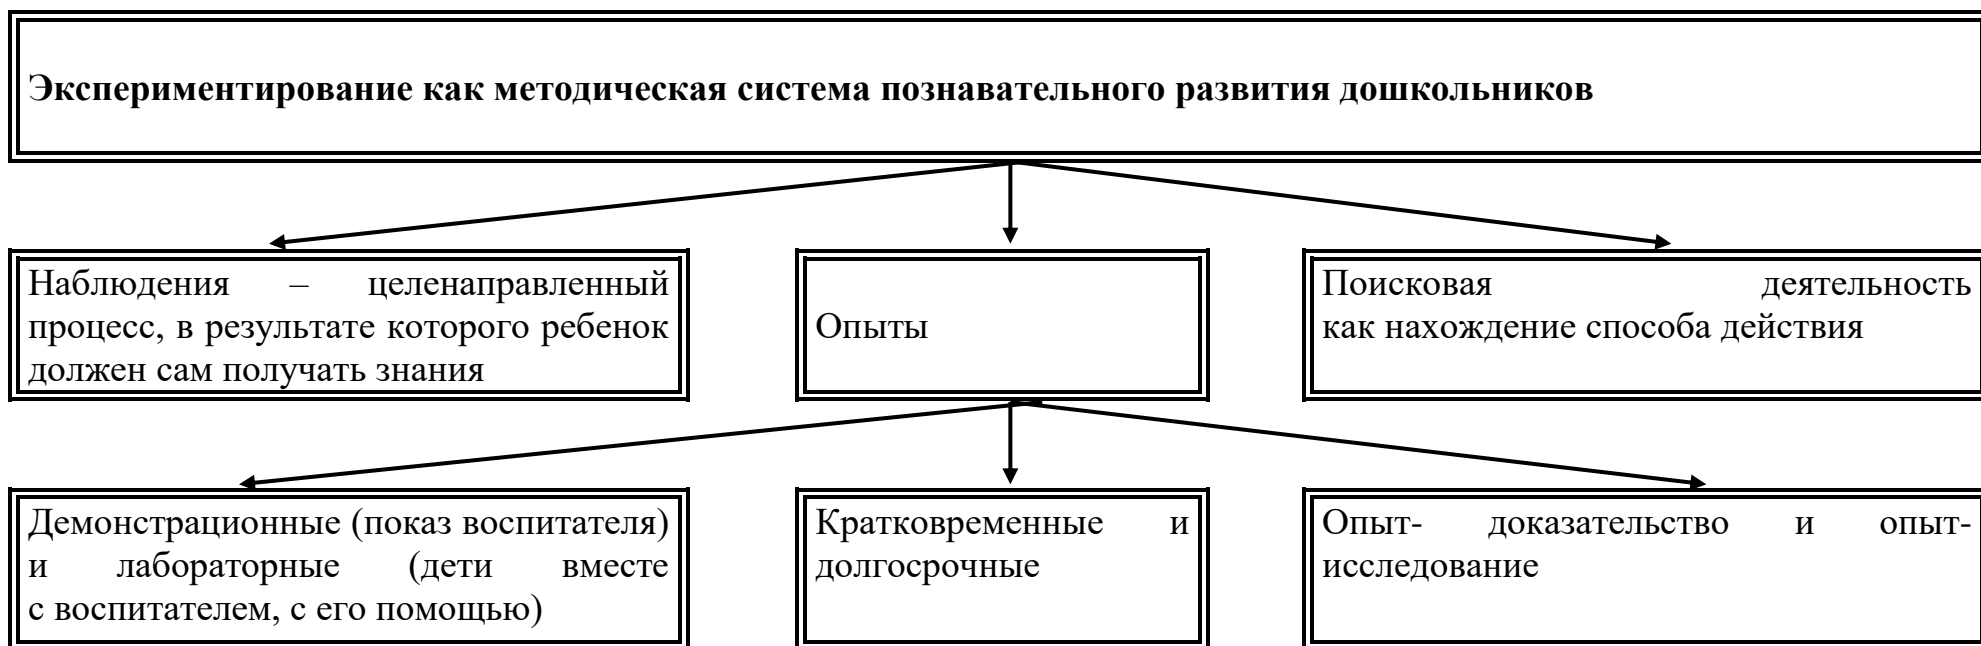 Экспериментирование как методическая система познавательного развития дошкольников
Наблюдения – целенаправленный
процесс, в результате которого ребенок
должен сам получать знания
Опыты
Поисковая деятельность
как нахождение способа действия
Демонстрационные (показ воспитателя)
и лабораторные (дети вместе
с воспитателем, с его помощью)
Кратковременные и
долгосрочные
Опыт- доказательство и опыт-
исследование